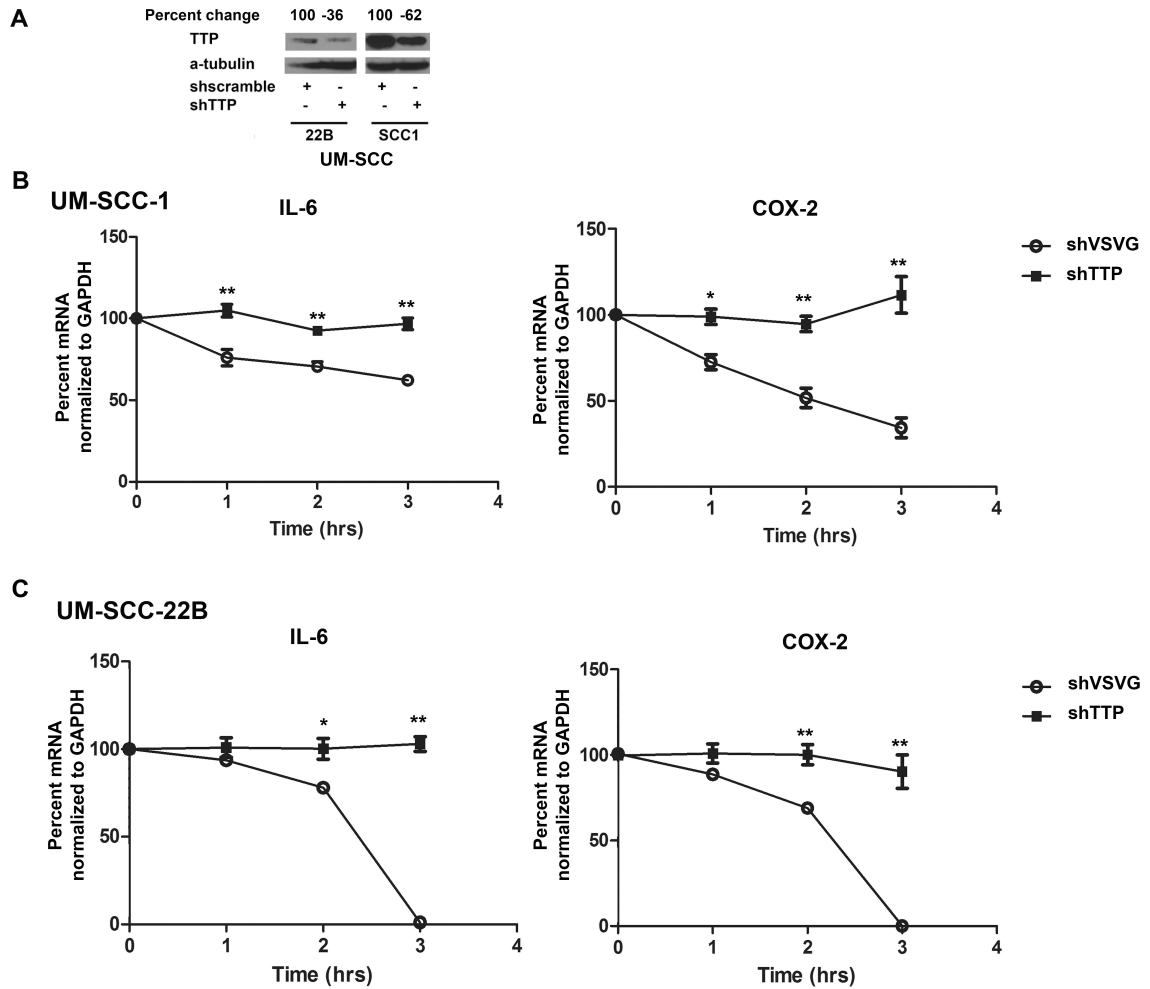 A
Percent change 100 -36 100 -62
TTP
a-tubulin
shscramble + - + -
shTTP - + - +
22B SCC1
UM-SCC
B
UM-SCC-1
IL-6
COX-2
150
100
50
0
0 1 2 3 4
Percent mRNA
normalized to GAPDH
Time (hrs)
** ** **
150
100
50
0
0 1 2 3 4
Percent mRNA
normalized to GAPDH
Time (hrs)
* ** **
shVSVG
shTTP
C
UM-SCC-22B
IL-6
COX-2
150
100
50
0
0 1 2 3 4
Percent mRNA
normalized to GAPDH
Time (hrs)
* **
150
100
50
0
0 1 2 3 4
Percent mRNA
normalized to GAPDH
Time (hrs)
** **
shVSVG
shTTP